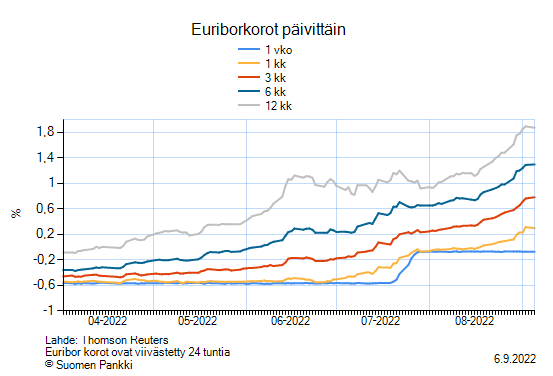 Euriborkorot päivittäin
1 vko
1 kk
3 kk
6 kk
12 kk
1,8
1,4
1
0,6
0,2
-0,2
-0,6
-1
%
04-2022 05-2022 06-2022 07-2022 08-2022
Lähde: Thomson Reuters
Euribor korot ovat viivästetty 24 tuntia
© Suomen Pankki
6.9.2022